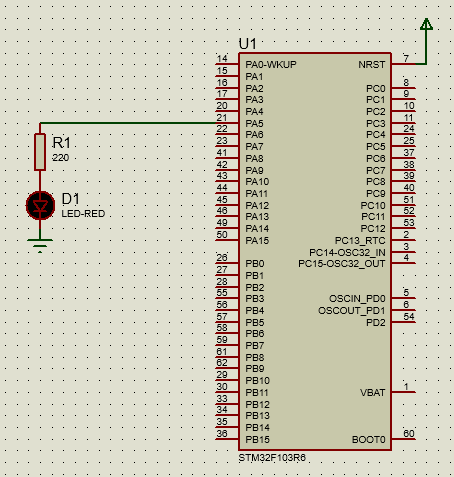 U1
14 PA0-WKUP NRST 7
15 PA1
16 PA2 PC0 8
17 PA3 PC1 9
20 PA4 PC2 10
21 PA5 PC3 11
22 PA6 PC4 24
23 PA7 PC5 25
41 PA8 PC6 37
42 PA9 PC7 38
43 PA10 PC8 39
44 PA11 PC9 40
45 PA12 PC10 51
46 PA13 PC11 52
49 PA14 PC12 53
50 PA15 PC13_RTC 2
PC14-OSC32_IN 3
26 PB0 PC15-OSC32_OUT 4
27 PB1
28 PB2
55 PB3 OSCIN_PD0 5
56 PB4 OSCOUT_PD1 6
57 PB5 PD2 54
58 PB6
59 PB7
61 PB8
62 PB9
29 PB10
30 PB11 VBAT 1
33 PB12
34 PB13
35 PB14
36 PB15 BOOT0 60
STM32F103R6
R1
220
D1
LED-RED